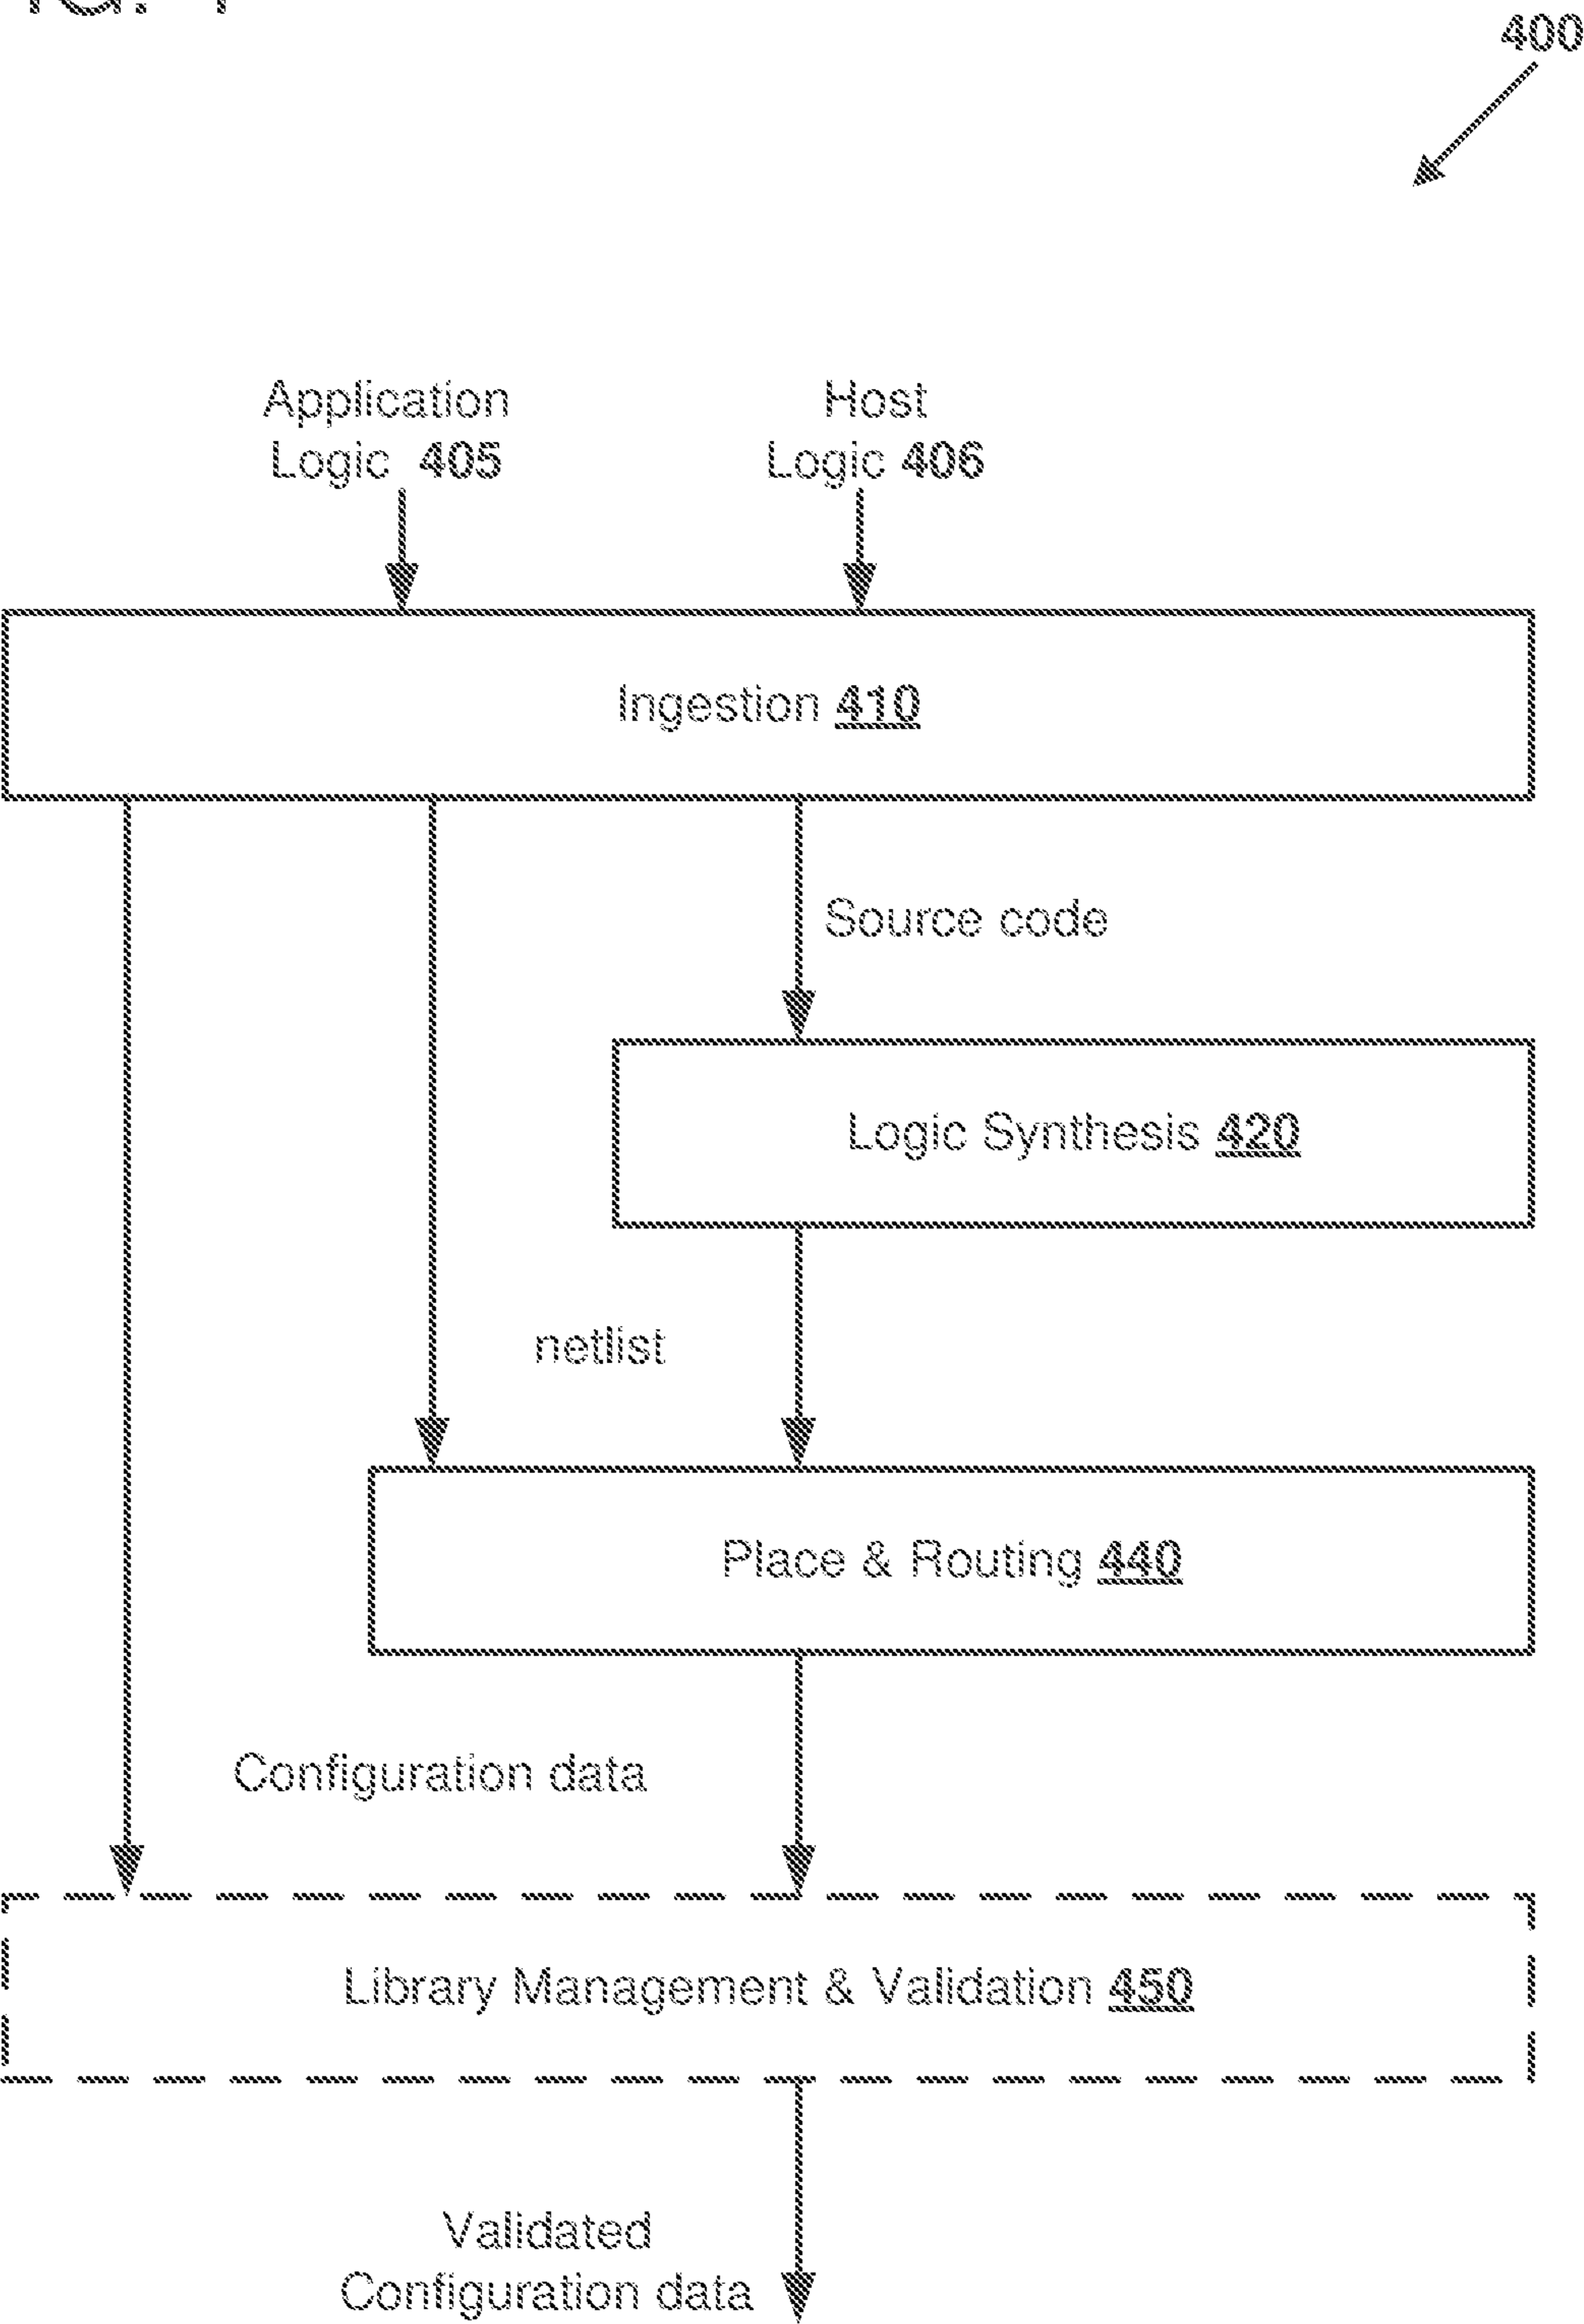 400
Application
Logic 405
Host
Logic 406
Ingestion 410
Source code
Logic Synthesis 420
netlist
Place & Routing 440
Configuration data
Library Management & Validation 450
Validated
Configuration data